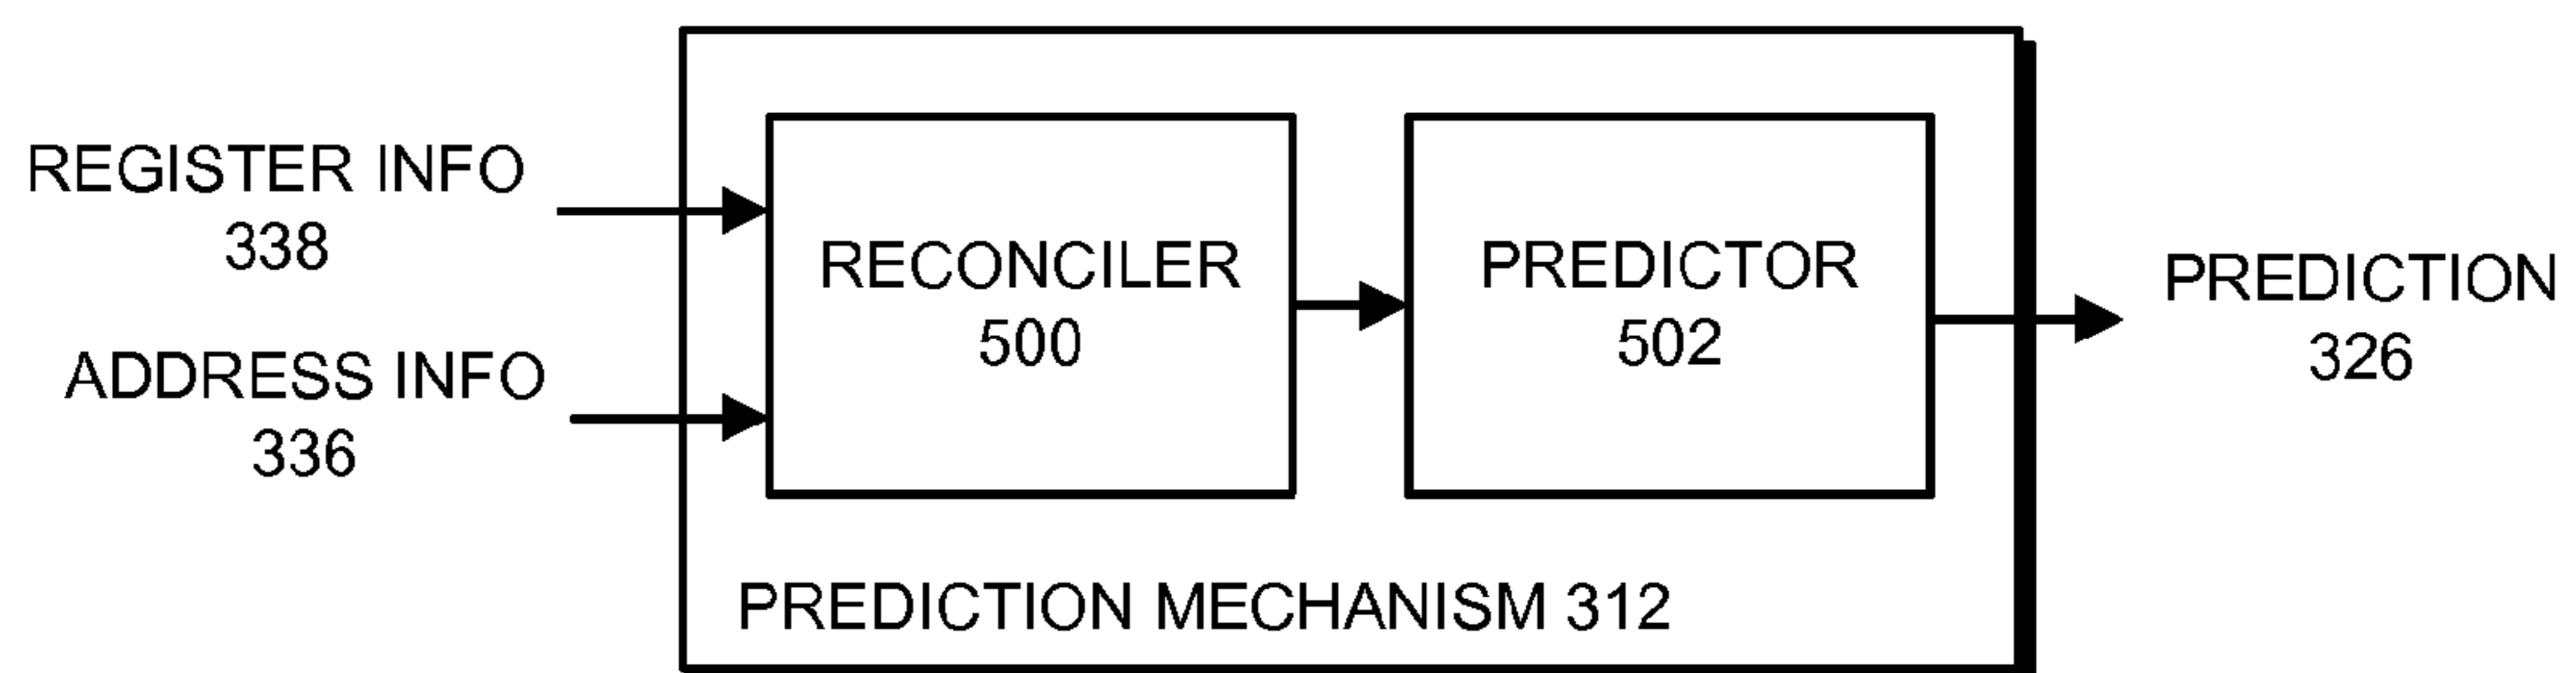 REGISTER INFO
338
ADDRESS INFO
336
RECONCILER
500
PREDICTOR
502
PREDICTION MECHANISM 312
PREDICTION
326